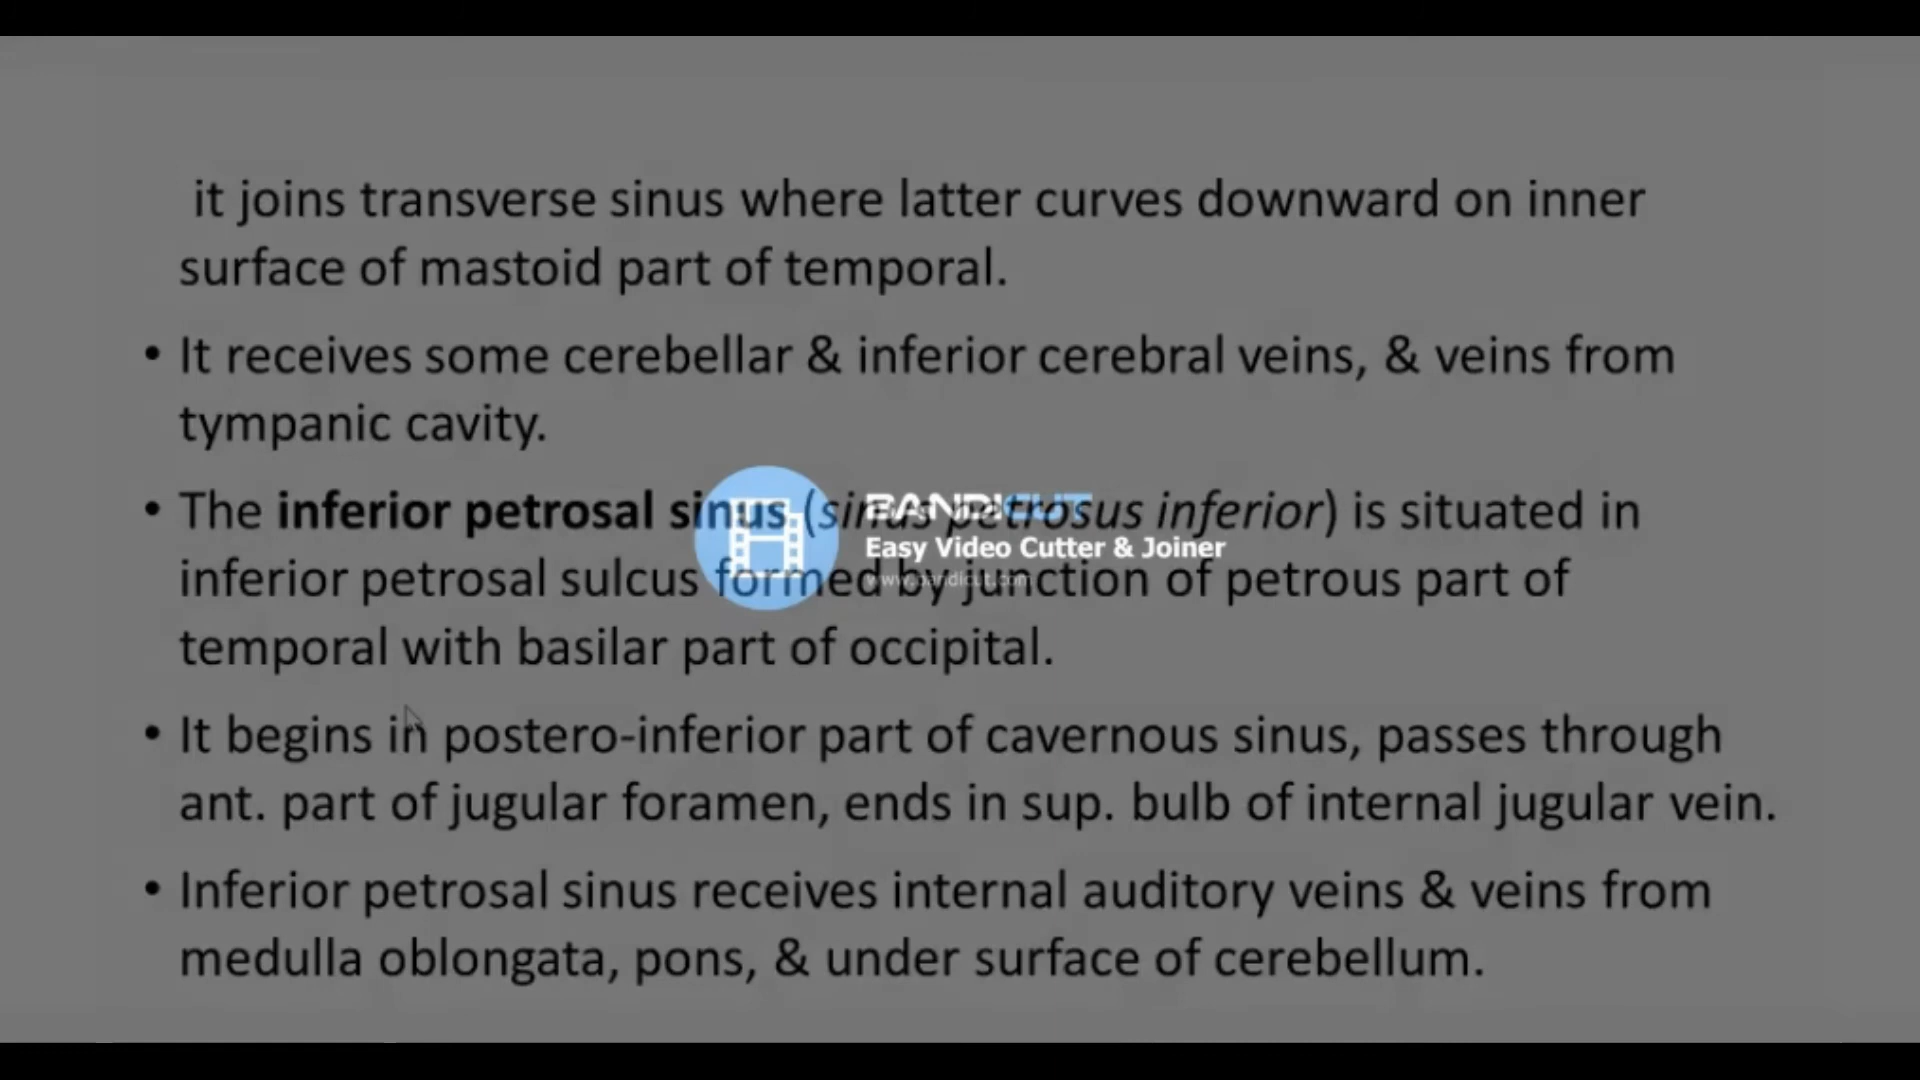 it joins transverse sinus where latter curves downward on inner
surface of mastoid part of temporal.
• It receives some cerebellar & inferior cerebral veins, & veins from
tympanic cavity.
• The inferior petrosal sinus (sinus petrosus inferior) is situated in
BANDICUT
Easy Video Cutter & Joiner
www.bandicut.com
inferior petrosal sulcus formed by junction of petrous part of
temporal with basilar part of occipital.
• It begins in postero-inferior part of cavernous sinus, passes through
ant. part of jugular foramen, ends in sup. bulb of internal jugular vein.
• Inferior petrosal sinus receives internal auditory veins & veins from
medulla oblongata, pons, & under surface of cerebellum.